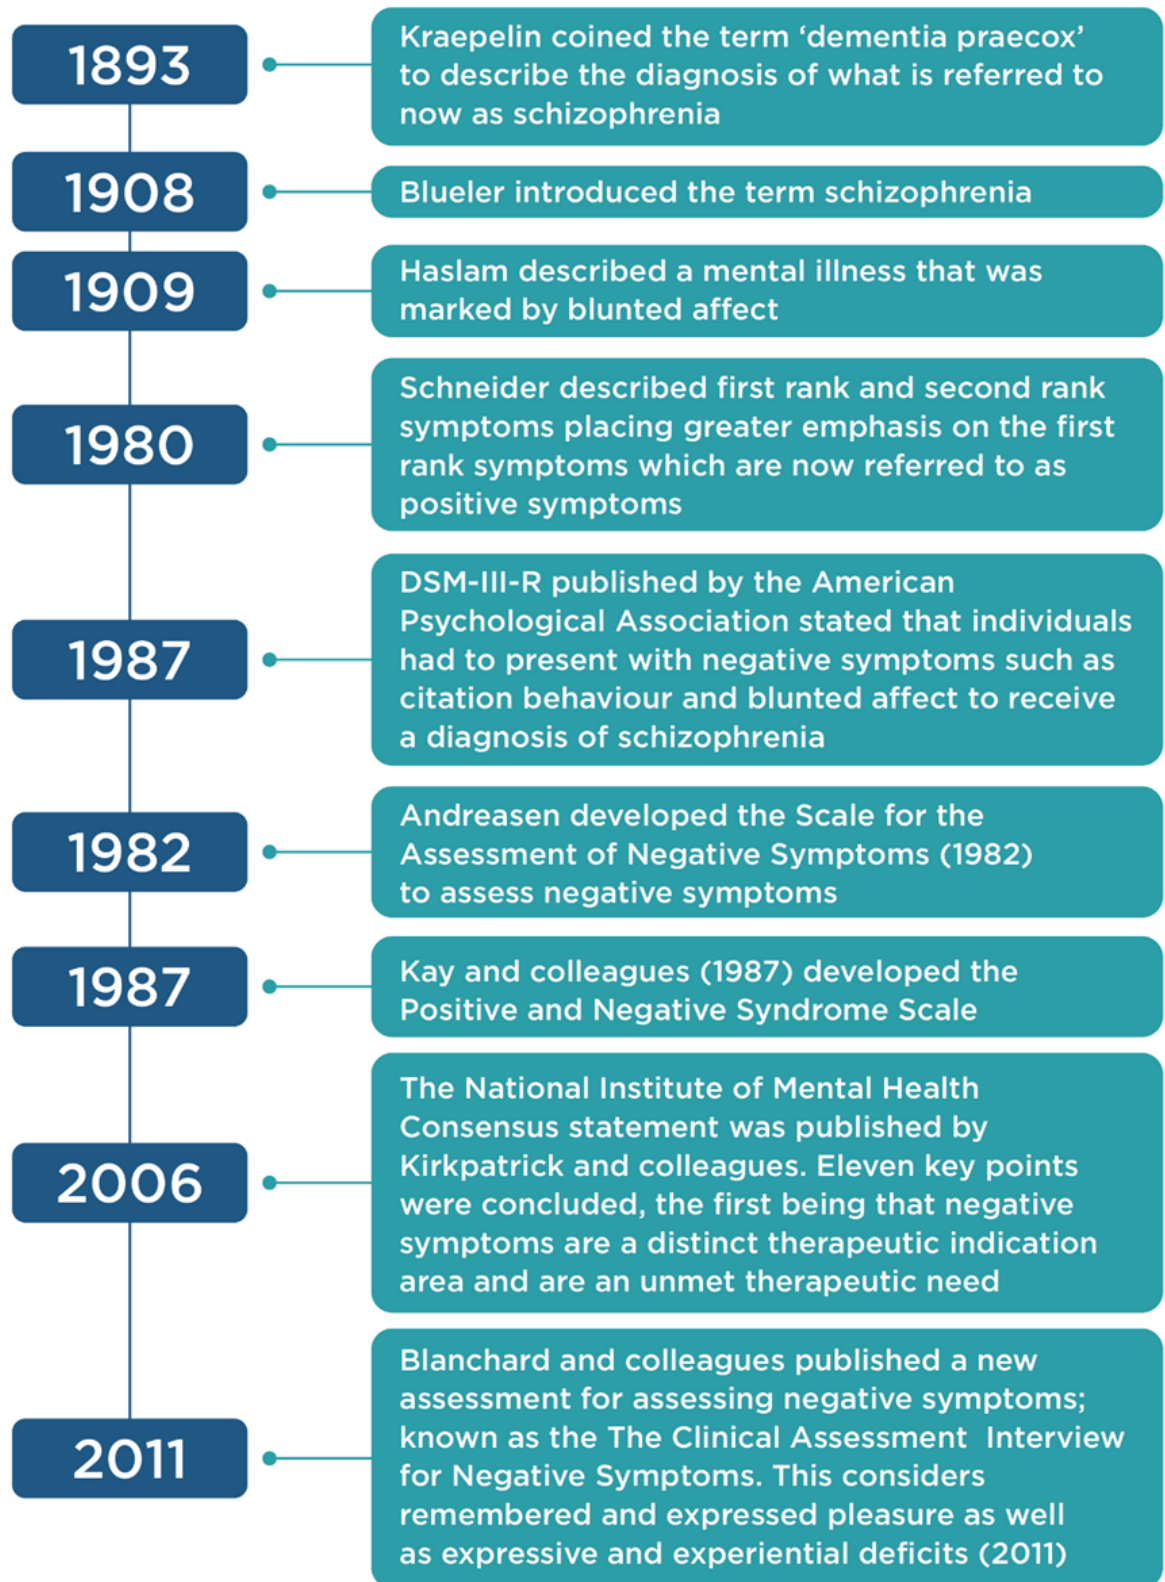 1893
Kraepelin coined the term ‘dementia praecox’
to describe the diagnosis of what is referred to
now as schizophrenia
1908
Blueler introduced the term schizophrenia
1909
Haslam described a mental illness that was
marked by blunted affect
1980
Schneider described first rank and second rank
symptoms placing greater emphasis on the first
rank symptoms which are now referred to as
positive symptoms
1987
DSM-III-R published by the American
Psychological Association stated that individuals
had to present with negative symptoms such as
citation behaviour and blunted affect to receive
a diagnosis of schizophrenia
1982
Andreasen developed the Scale for the
Assessment of Negative Symptoms (1982)
to assess negative symptoms
1987
Kay and colleagues (1987) developed the
Positive and Negative Syndrome Scale
2006
The National Institute of Mental Health
Consensus statement was published by
Kirkpatrick and colleagues. Eleven key points
were concluded, the first being that negative
symptoms are a distinct therapeutic indication
area and are an unmet therapeutic need
2011
Blanchard and colleagues published a new
assessment for assessing negative symptoms;
known as the The Clinical Assessment Interview
for Negative Symptoms. This considers
remembered and expressed pleasure as well
as expressive and experiential deficits (2011)